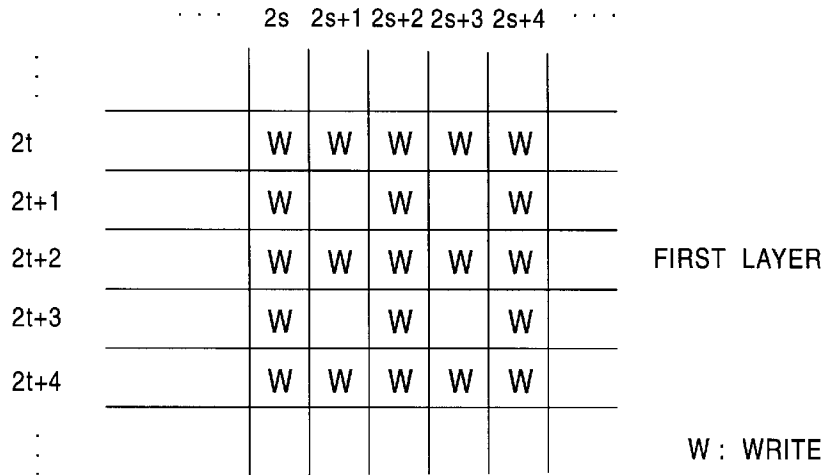 · · · 2s 2s+1 2s+2 2s+3 2s+4 · · ·
2t W W W W W
2t+1 W W W
2t+2 W W W W W FIRST LAYER
2t+3 W W W
2t+4 W W W W W
W : WRITE